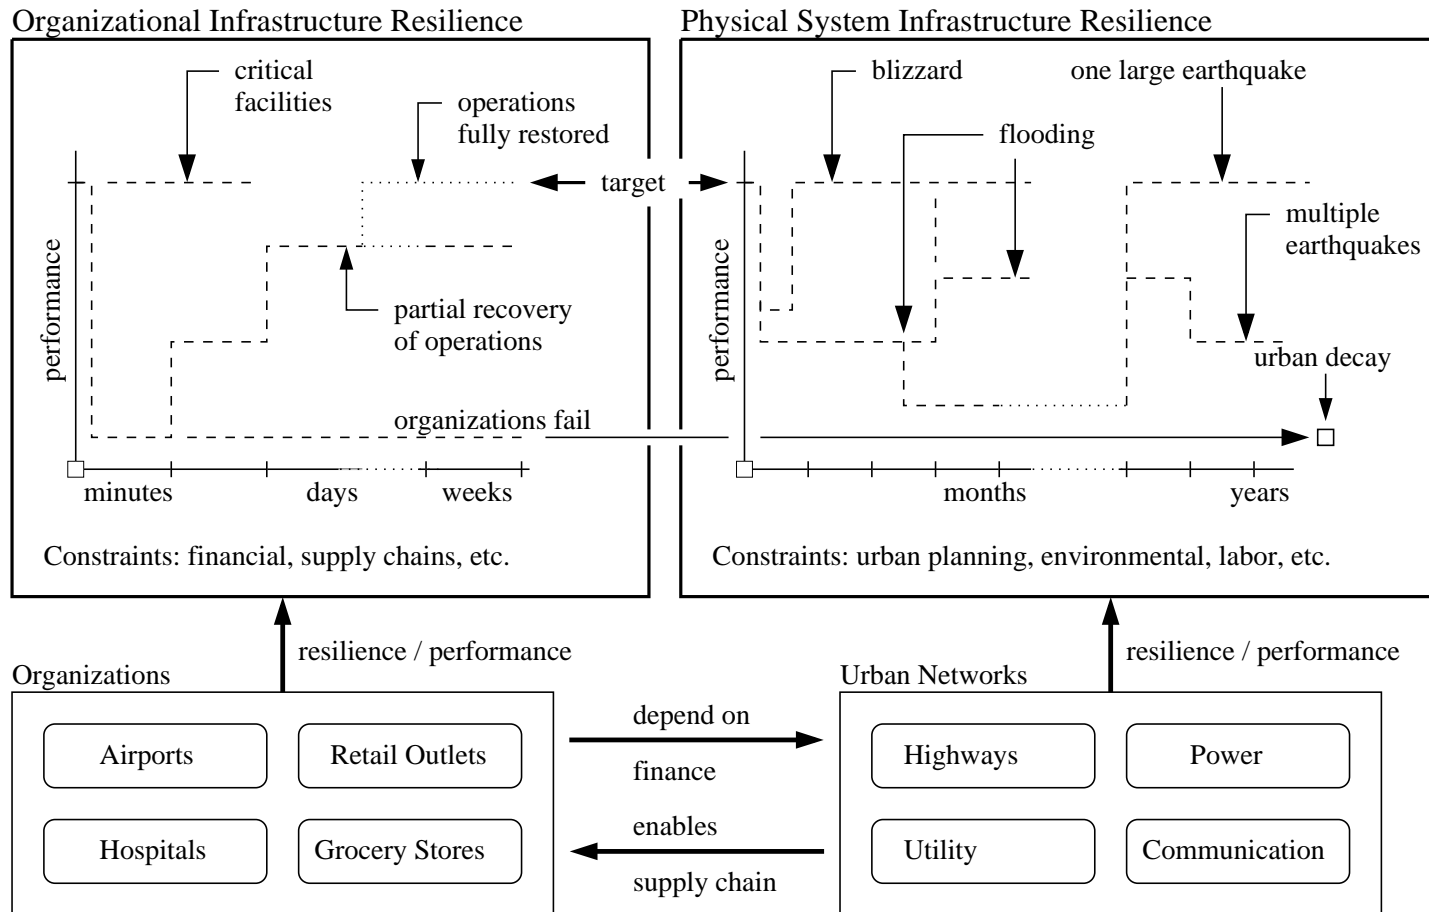 Organizational Infrastructure Resilience
critical
facilities
operations
fully restored
performance
partial recovery
of operations
organizations fail
minutes
days
weeks
Constraints: financial, supply chains, etc.
target
Physical System Infrastructure Resilience
blizzard
one large earthquake
flooding
multiple
earthquakes
performance
urban decay
months
years
Constraints: urban planning, environmental, labor, etc.
resilience / performance
resilience / performance
Organizations
Airports
Retail Outlets
Hospitals
Grocery Stores
depend on
finance
enables
supply chain
Urban Networks
Highways
Power
Utility
Communication